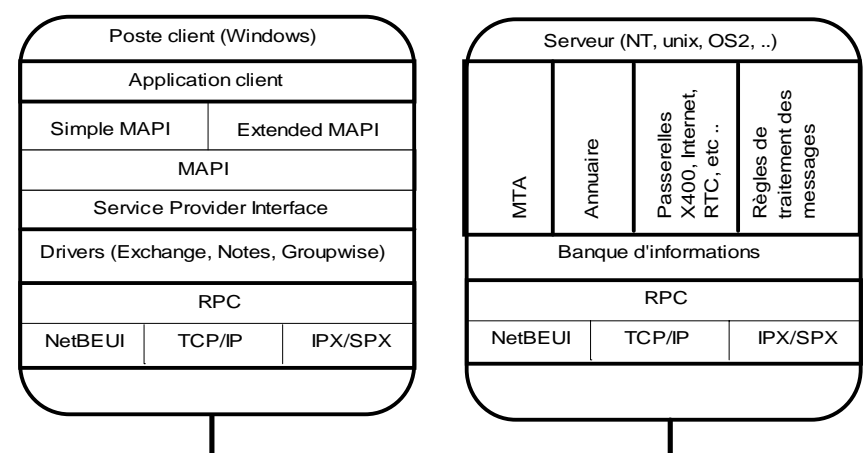 Poste client (Windows)
Application client
Simple MAPI
Extended MAPI
MAPI
Service Provider Interface
Drivers (Exchange, Notes, Groupwise)
RPC
NetBEUI
TCP/IP
IPX/SPX
Serveur (NT, unix, OS2, ..)
MTA
Annuaire
Passerelles
X400, Internet,
RTC, etc ..
Règles de
traitement des
messages
Banque d'informations
RPC
NetBEUI
TCP/IP
IPX/SPX